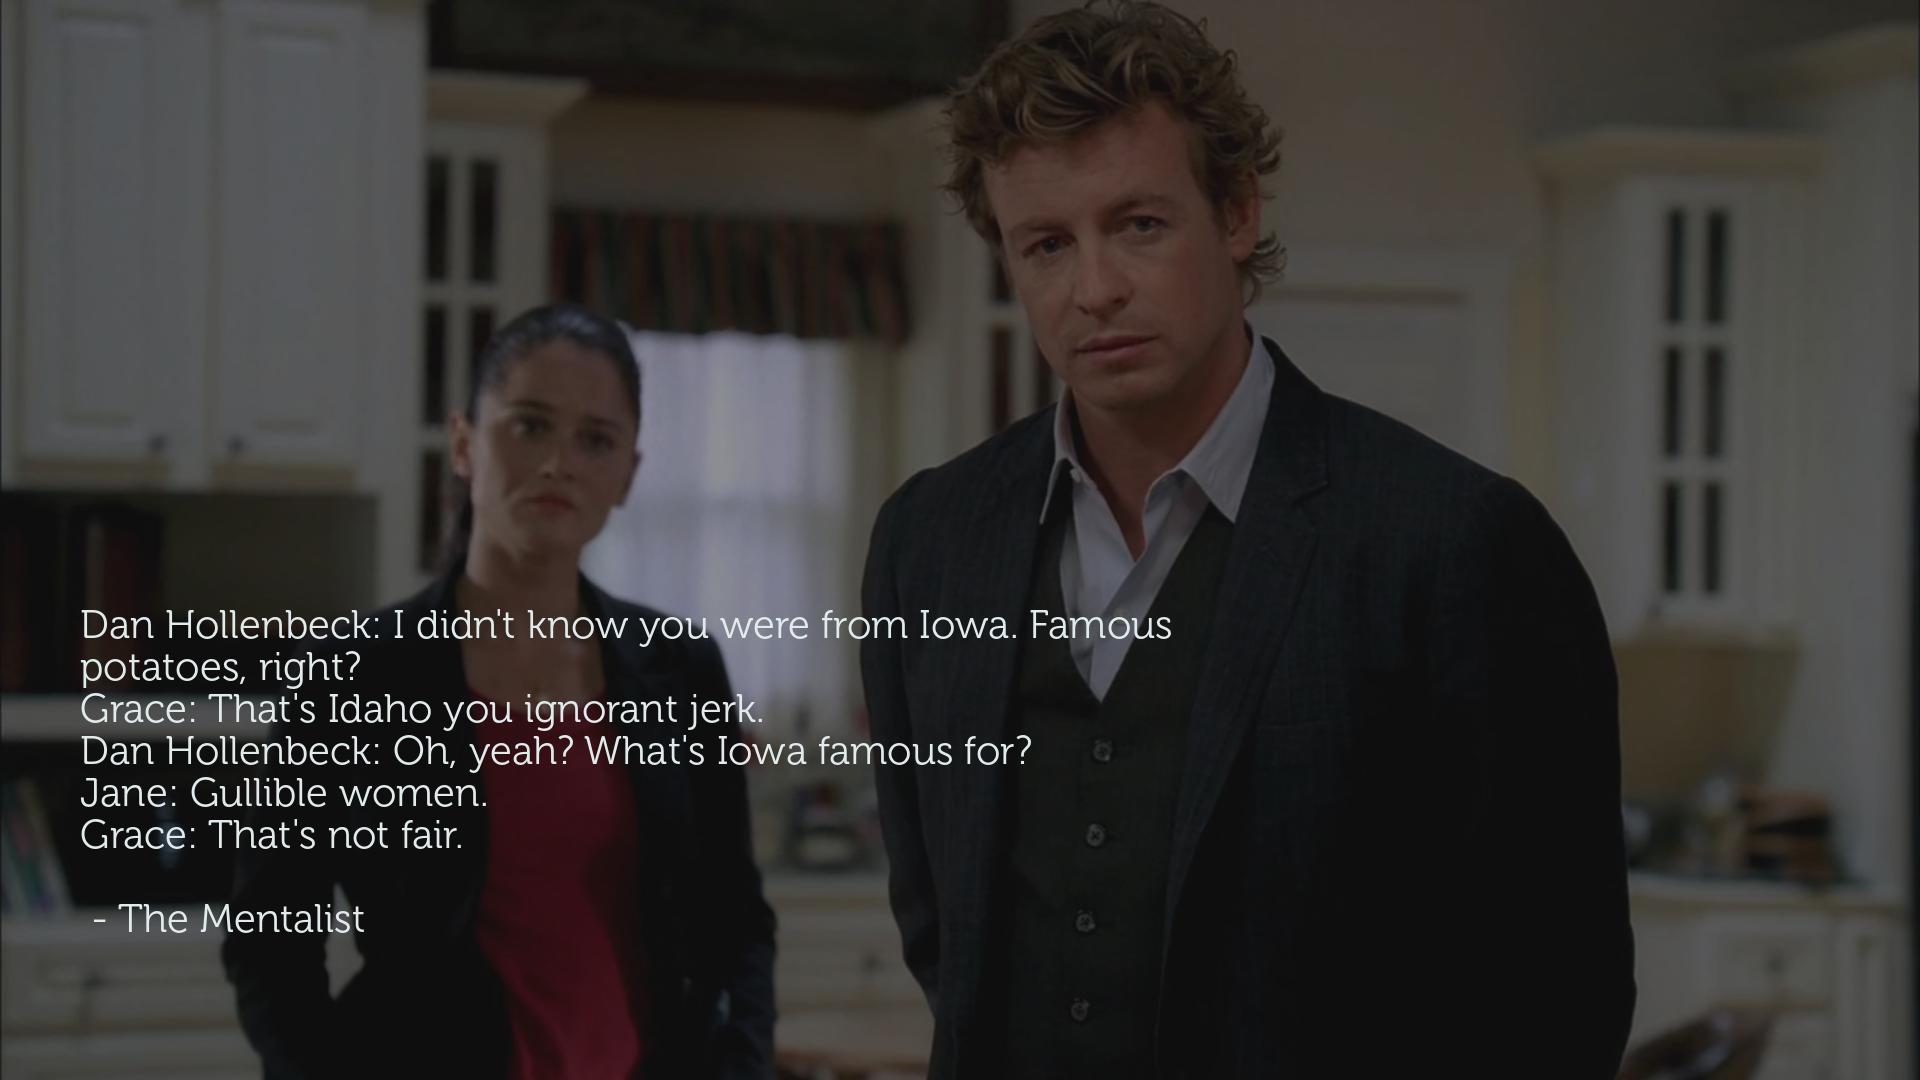 Dan Hollenbeck: I didn't know you were from Iowa. Famous
potatoes, right?
Grace: That's Idaho you ignorant jerk.
Dan Hollenbeck: Oh, yeah? What's Iowa famous for?
Jane: Gullible women.
Grace: That's not fair.
- The Mentalist